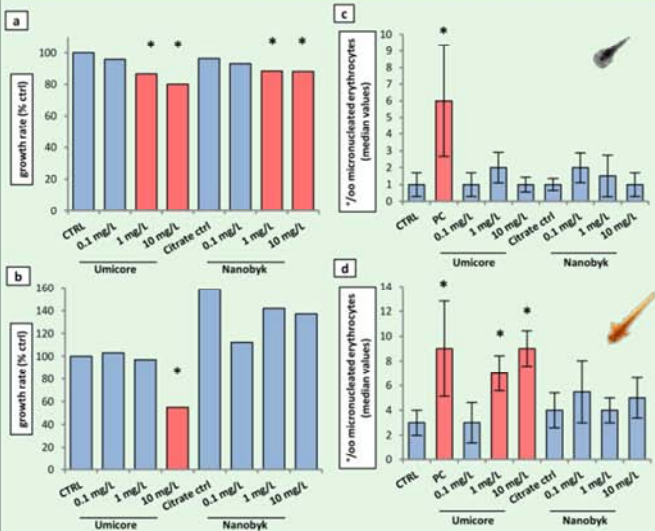 a
growth rate (% ctrl)
100
80
60
40
20
0
* * * *
CTRL 0.1 mg/L 1 mg/L 10 mg/L Citrate ctrl 0.1 mg/L 1 mg/L 10 mg/L
Umicore Nanobyk
b
growth rate (% ctrl)
160
140
120
100
80
60
40
20
0
*
CTRL 0.1 mg/L 1 mg/L 10 mg/L Citrate ctrl 0.1 mg/L 1 mg/L 10 mg/L
Umicore Nanobyk
c
°/oo micronucleated erythrocytes
(median values)
10
9
8
7
6
5
4
3
2
1
0
*
CTRL PC 0.1 mg/L 1 mg/L 10 mg/L Citrate ctrl 0.1 mg/L 1 mg/L 10 mg/L
Umicore Nanobyk
d
°/oo micronucleated erythrocytes
(median values)
14
12
10
8
6
4
2
0
* * *
CTRL PC 0.1 mg/L 1 mg/L 10 mg/L Citrate ctrl 0.1 mg/L 1 mg/L 10 mg/L
Umicore Nanobyk